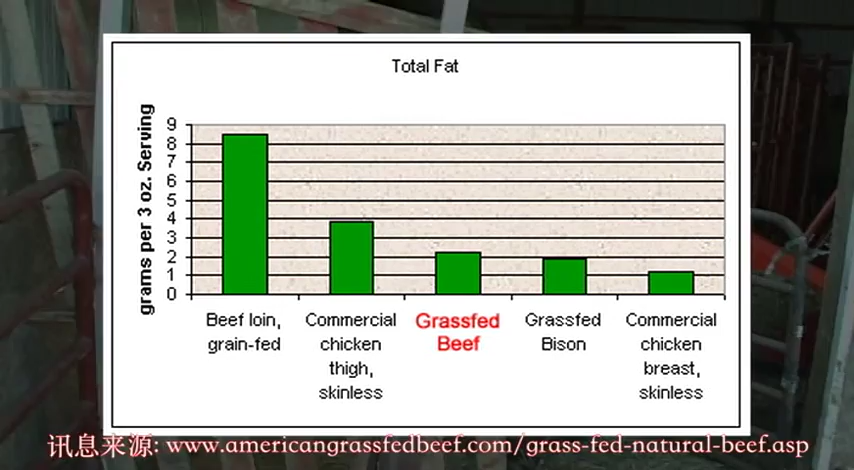 Total Fat
grams per 3 oz. Serving
9
8
7
6
5
4
3
2
1
0
Beef loin,
grain-fed
Commercial
chicken
thigh,
skinless
Grassfed
Beef
Grassfed
Bison
Commercial
chicken
breast,
skinless
讯息来源: www.americangrassfedbeef.com/grass-fed-natural-beef.asp